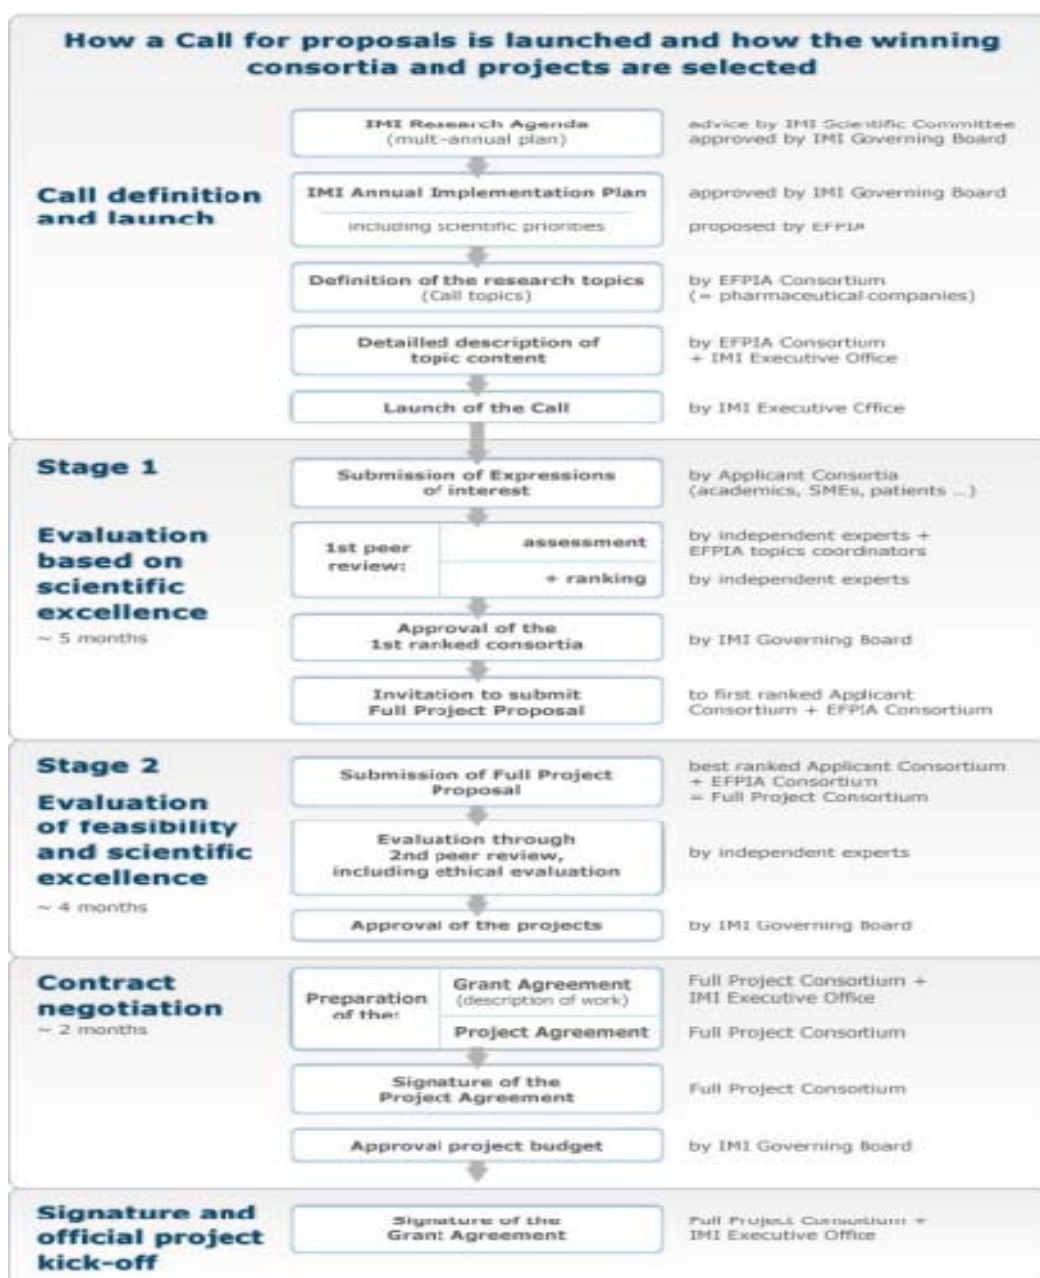 How a Call for proposals is launched and how the winning
consortia and projects are selected
Call definition
and launch
IMI Research Agenda
(mult-annual plan)
advice by IMI Scientific Committee
approved by IMI Governing Board
IMI Annual Implementation Plan
approved by IMI Governing Board
including scientific priorities
proposed by EFPIA
Definition of the research topics
(Call topics)
by EFPIA Consortium
(= pharmaceutical companies)
Detailled description of
topic content
by EFPIA Consortium
+ IMI Executive Office
Launch of the Call
by IMI Executive Office
Stage 1
Evaluation
based on
scientific
excellence
~ 5 months
Submission of Expressions
of interest
by Applicant Consortia
(academics, SMEs, patients ...)
1st peer
review:
assessment
by independent experts +
EFPIA topics coordinators
+ ranking
by independent experts
Approval of the
1st ranked consortia
by IMI Governing Board
Invitation to submit
Full Project Proposal
to first ranked Applicant
Consortium + EFPIA Consortium
Stage 2
Evaluation
of feasibility
and scientific
excellence
~ 4 months
Submission of Full Project
Proposal
best ranked Applicant Consortium
+ EFPIA Consortium
= Full Project Consortium
Evaluation through
2nd peer review,
including ethical evaluation
by independent experts
Approval of the projects
by IMI Governing Board
Contract
negotiation
~ 2 months
Preparation
of the:
Grant Agreement
(description of work)
Full Project Consortium +
IMI Executive Office
Project Agreement
Full Project Consortium
Signature of the
Project Agreement
Full Project Consortium
Approval project budget
by IMI Governing Board
Signature and
official project
kick-off
Signature of the
Grant Agreement
Full Project Consortium +
IMI Executive Office